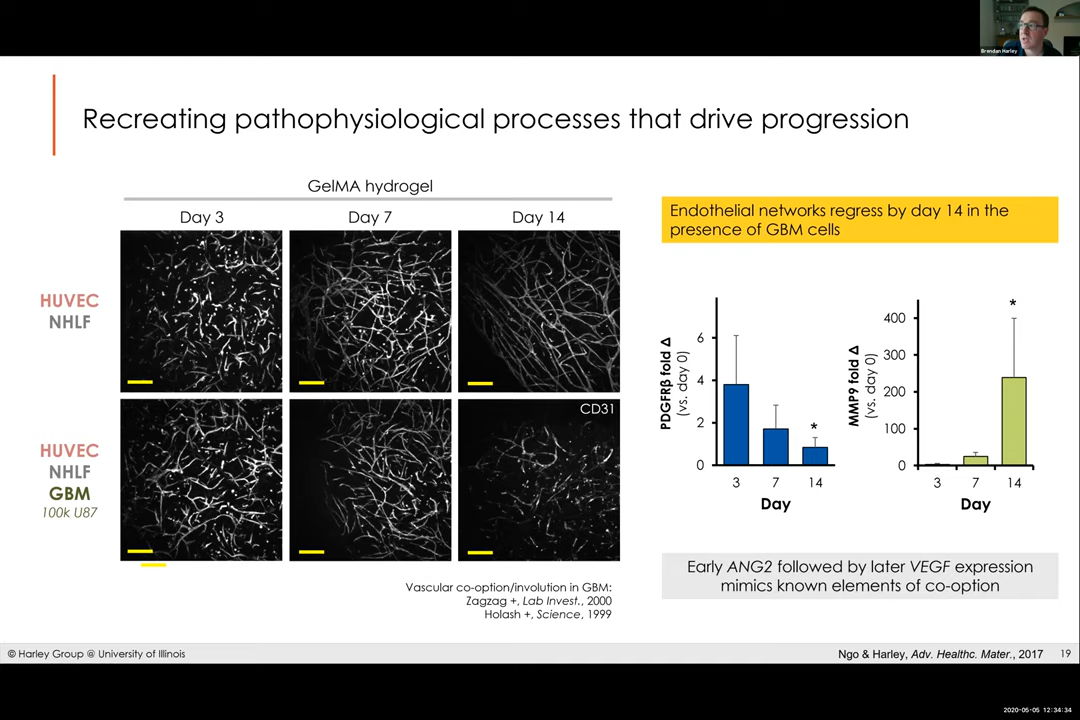 Brendan Harley
Recreating pathophysiological processes that drive progression
GelMA hydrogel
Day 3
Day 7
Day 14
HUVEC
NHLF
HUVEC
NHLF
GBM
100k U87
CD31
Vascular co-option/involution in GBM:
Zagzag +, Lab Invest., 2000
Holash +, Science, 1999
Endothelial networks regress by day 14 in the
presence of GBM cells
PDGFRβ fold Δ
(vs. day 0)
6
4
2
0
*
3 7 14
Day
MMP9 fold Δ
(vs. day 0)
400
300
200
100
0
*
3 7 14
Day
Early ANG2 followed by later VEGF expression
mimics known elements of co-option
© Harley Group @ University of Illinois
Ngo & Harley, Adv. Healthc. Mater., 2017
19
2020-05-05 12:34:34